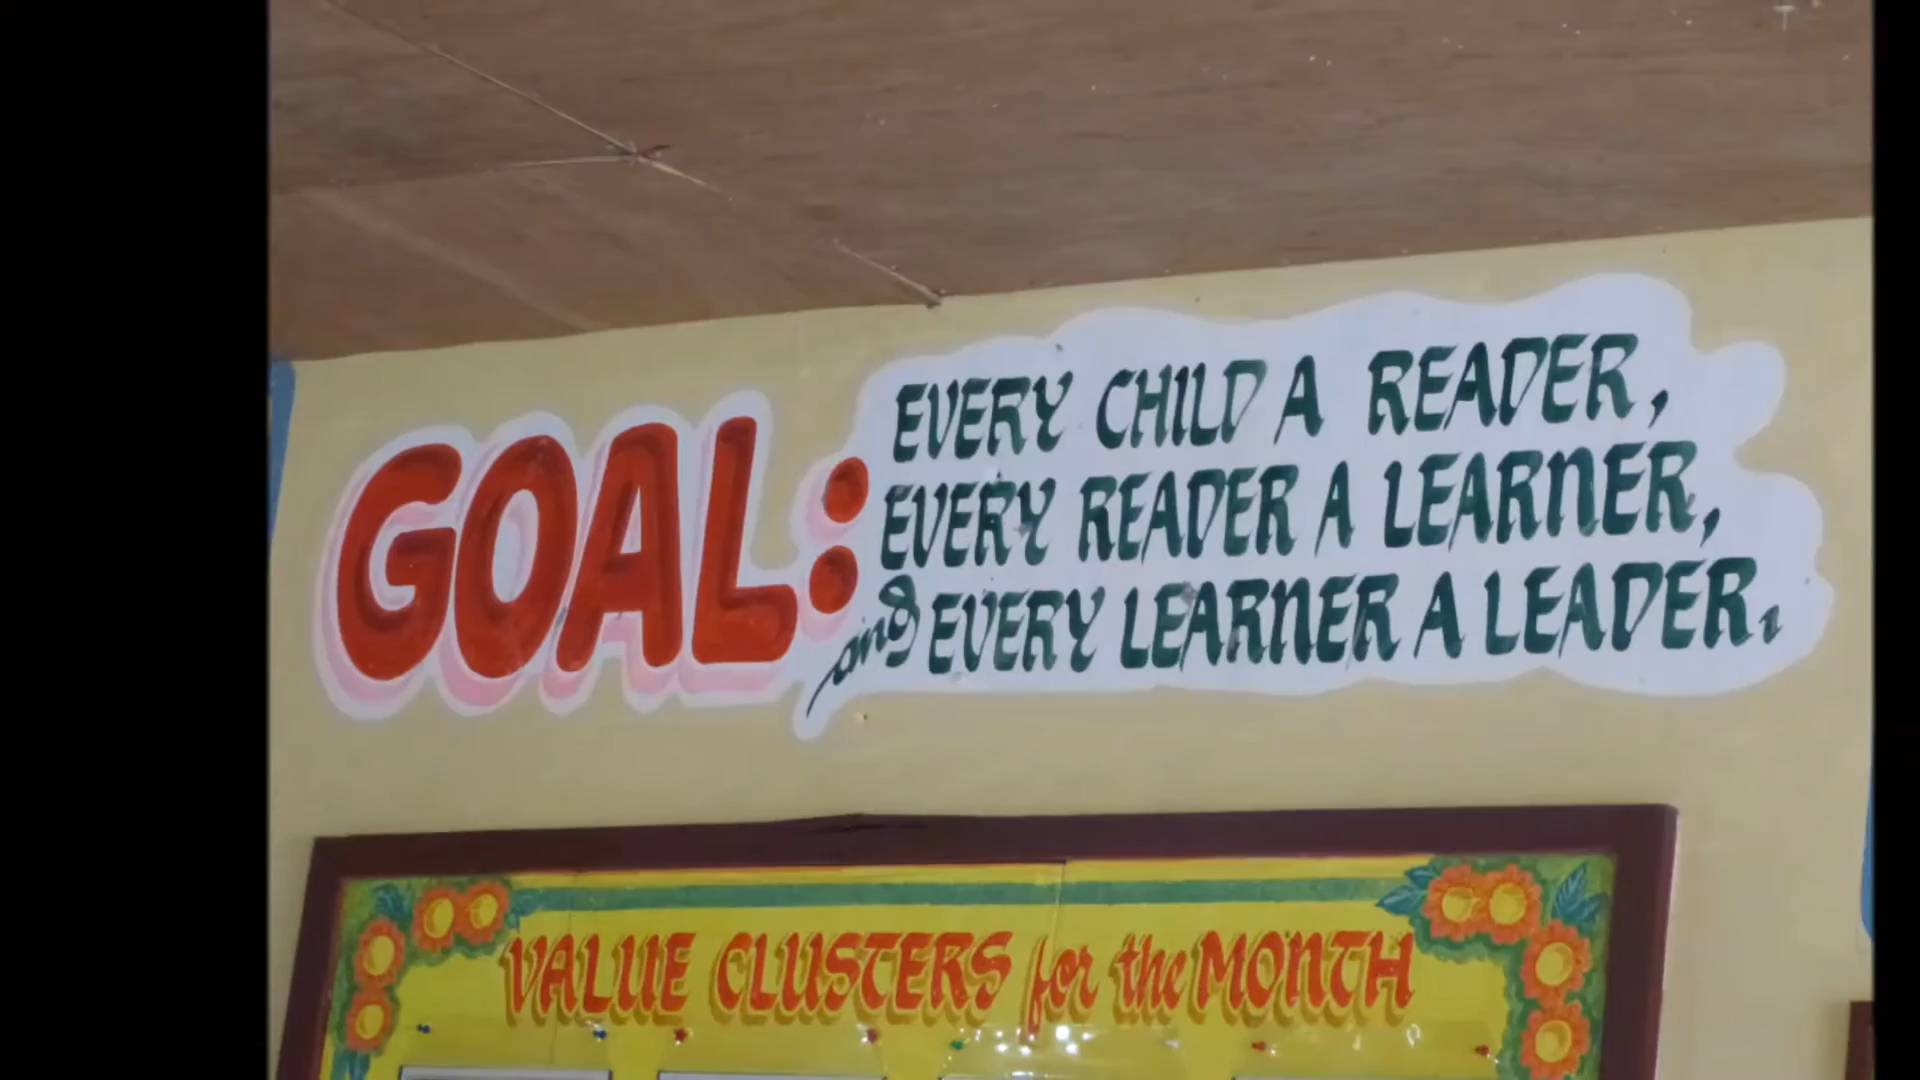 GOAL:
EVERY CHILD A READER,
EVERY READER A LEARNER,
and EVERY LEARNER A LEADER.
VALUE CLUSTERS for the MONTH